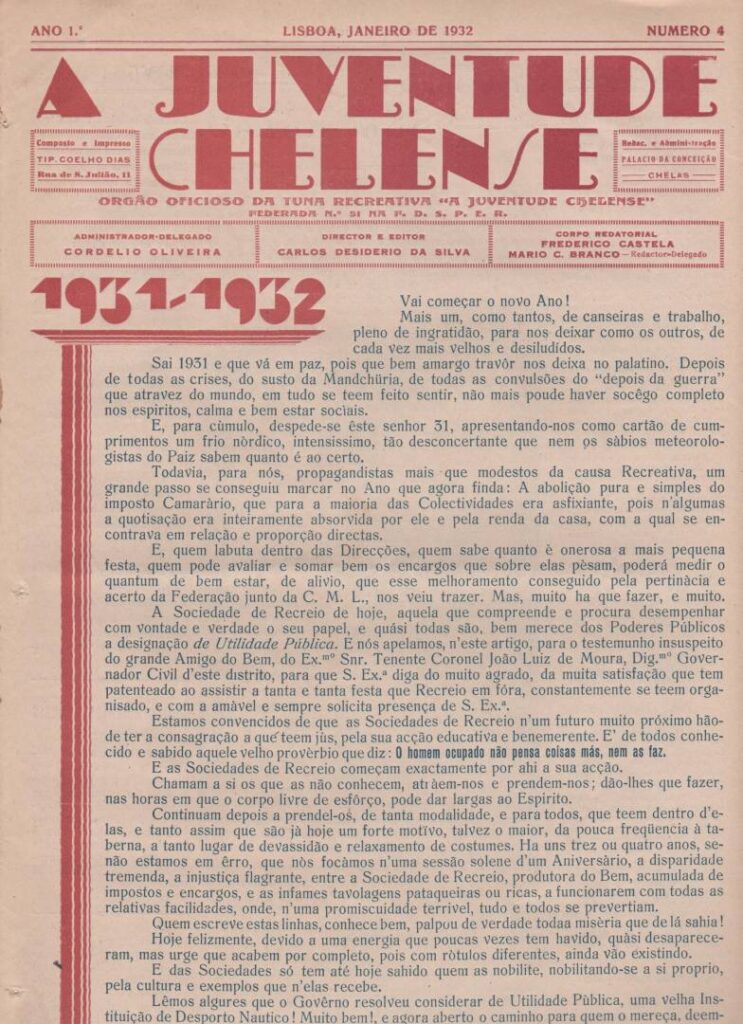 ANO 1.º
LISBOA, JANEIRO DE 1932
NUMERO 4
A JUVENTUDE
CHELENSE
Composto e Impresso
TIP. COELHO DIAS
Rua de S. Julião, 11
Redac. e Administração
PALACIO DA CONCEIÇÃO
CHELAS
ORGÃO OFICIOSO DA TUNA RECREATIVA "A JUVENTUDE CHELENSE"
FEDERADA N.º 51 NA F. D. S. P. E. R.
ADMINISTRADOR-DELEGADO
CORDELIO OLIVEIRA
DIRECTOR E EDITOR
CARLOS DESIDERIO DA SILVA
CORPO REDATORIAL
FREDERICO CASTELA
MARIO C. BRANCO—Redactor-Delegado
1931-1932
Vai começar o novo Ano!
Mais um, como tantos, de canseiras e trabalho,
pleno de ingratidão, para nos deixar como os outros, de
cada vez mais velhos e desiludidos.
Sai 1931 e que vá em paz, pois que bem amargo travôr nos deixa no palatino. Depois
de todas as crises, do susto da Mandchüria, de todas as convulsões do "depois da guerra"
que atravez do mundo, em tudo se teem feito sentir, não mais poude haver socêgo completo
nos espiritos, calma e bem estar sociais.
E, para cùmulo, despede-se êste senhor 31, apresentando-nos como cartão de cum-
primentos um frio nòrdico, intensissimo, tão desconcertante que nem os sàbios meteorolo-
gistas do Paiz sabem quanto é ao certo.
Todavia, para nós, propagandistas mais que modestos da causa Recreativa, um
grande passo se conseguiu marcar no Ano que agora finda: A abolição pura e simples do
imposto Camaràrio, que para a maioria das Colectividades era asfixiante, pois n'algumas
a quotisação era inteiramente absorvida por ele e pela renda da casa, com a qual se en-
contrava em relação e proporção directas.
E, quem labuta dentro das Direcções, quem sabe quanto è onerosa a mais pequena
festa, quem pode avaliar e somar bem os encargos que sobre elas pèsam, poderá medir o
quantum de bem estar, de alivio, que esse melhoramento conseguido pela pertinàcia e
acerto da Federação junto da C. M. L., nos veiu trazer. Mas, muito ha que fazer, e muito.
A Sociedade de Recreio de hoje, aquela que compreende e procura desempenhar
com vontade e verdade o seu papel, e quási todas são, bem merece dos Poderes Públicos
a designação de Utilidade Pública. E nós apelamos, n'este artigo, para o testemunho insuspeito
do grande Amigo do Bem, do Ex.mo Snr. Tenente Coronel João Luiz de Moura, Dig.mo Gover-
nador Civil d'este distrito, para que S. Ex.ª diga do muito agrado, da muita satisfação que tem
patenteado ao assistir a tanta e tanta festa que Recreio em fóra, constantemente se teem orga-
nisado, e com a amàvel e sempre solicita presença de S. Ex.ª.
Estamos convencidos de que as Sociedades de Recreio n'um futuro muito próximo hão-
de ter a consagração a que teem jùs, pela sua acção educativa e benemerente. E' de todos conhe-
cido e sabido aquele velho provèrbio que diz: O homem ocupado não pensa coisas más, nem as faz.
E as Sociedades de Recreio começam exactamente por ahi a sua acção.
Chamam a si os que as não conhecem, atràem-nos e prendem-nos; dão-lhes que fazer,
nas horas em que o corpo livre de esfôrço, pode dar largas ao Espirito.
Continuam depois a prendel-os, de tanta modalidade, e para todos, que teem dentro d'e-
las, e tanto assim que são já hoje um forte motivo, talvez o maior, da pouca freqüencia à ta-
berna, a tanto lugar de devassidão e relaxamento de costumes. Ha uns trez ou quatro anos, se-
não estamos em êrro, que nòs focàmos n'uma sessão solene d'um Aniversário, a disparidade
tremenda, a injustiça flagrante, entre a Sociedade de Recreio, produtora do Bem, acumulada de
impostos e encargos, e as infames tavolagens pataqueiras ou ricas, a funcionarem com todas as
relativas facilidades, onde, n'uma promiscuidade terrivel, tudo e todos se prevertiam.
Quem escreve estas linhas, conhece bem, palpou de verdade todaa misèria que de lá sahia!
Hoje felizmente, devido a uma energia que poucas vezes tem havido, quàsi desaparece-
ram, mas urge que acabem por completo, pois com ròtulos diferentes, ainda vão existindo.
E das Sociedades só tem até hoje sahido quem as nobilite, nobilitando-se a si proprio,
pela cultura e exemplos que n'elas recebe.
Lêmos algures que o Govêrno resolveu considerar de Utilidade Pùblica, uma velha Ins-
tituição de Desporto Nautico! Muito bem!, e agora aberto o caminho para quem o mereça, deem-